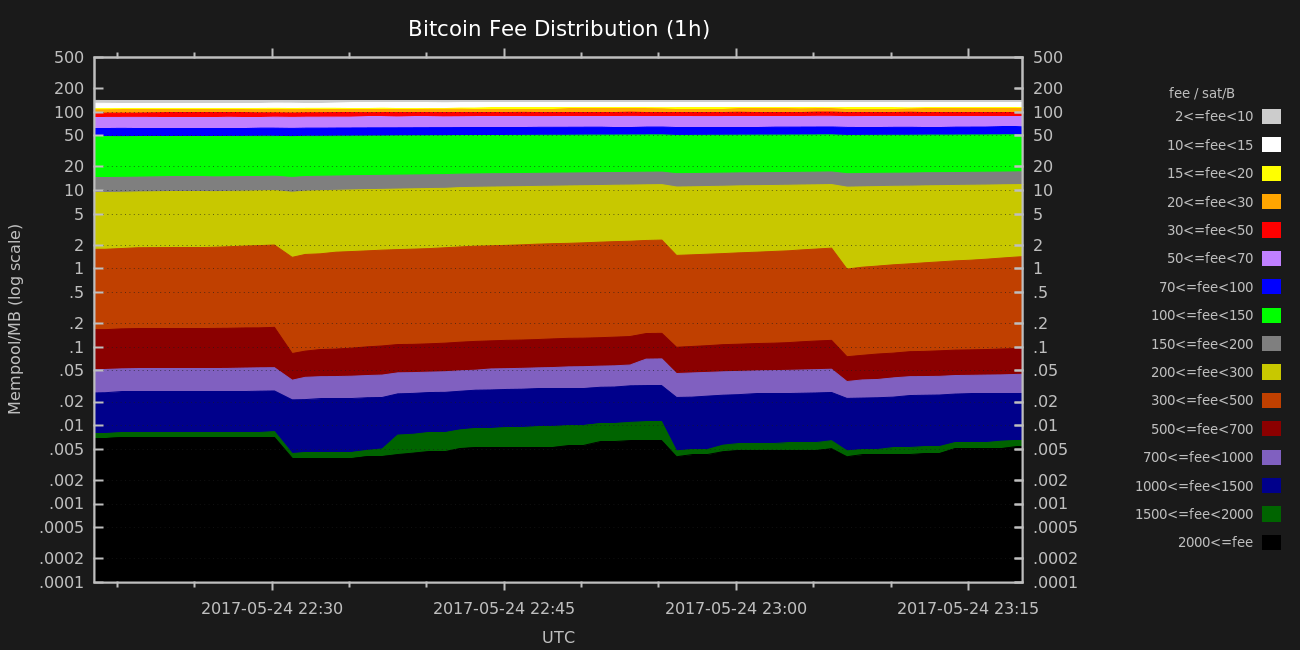 Bitcoin Fee Distribution (1h)
500 500
200 200
100 100
50 50
20 20
10 10
5 5
2 2
1 1
.5 .5
.2 .2
.1 .1
.05 .05
.02 .02
.01 .01
.005 .005
.002 .002
.001 .001
.0005 .0005
.0002 .0002
.0001 .0001
Mempool/MB (log scale)
2017-05-24 22:30 2017-05-24 22:45 2017-05-24 23:00 2017-05-24 23:15
UTC
fee / sat/B
2<=fee<10
10<=fee<15
15<=fee<20
20<=fee<30
30<=fee<50
50<=fee<70
70<=fee<100
100<=fee<150
150<=fee<200
200<=fee<300
300<=fee<500
500<=fee<700
700<=fee<1000
1000<=fee<1500
1500<=fee<2000
2000<=fee